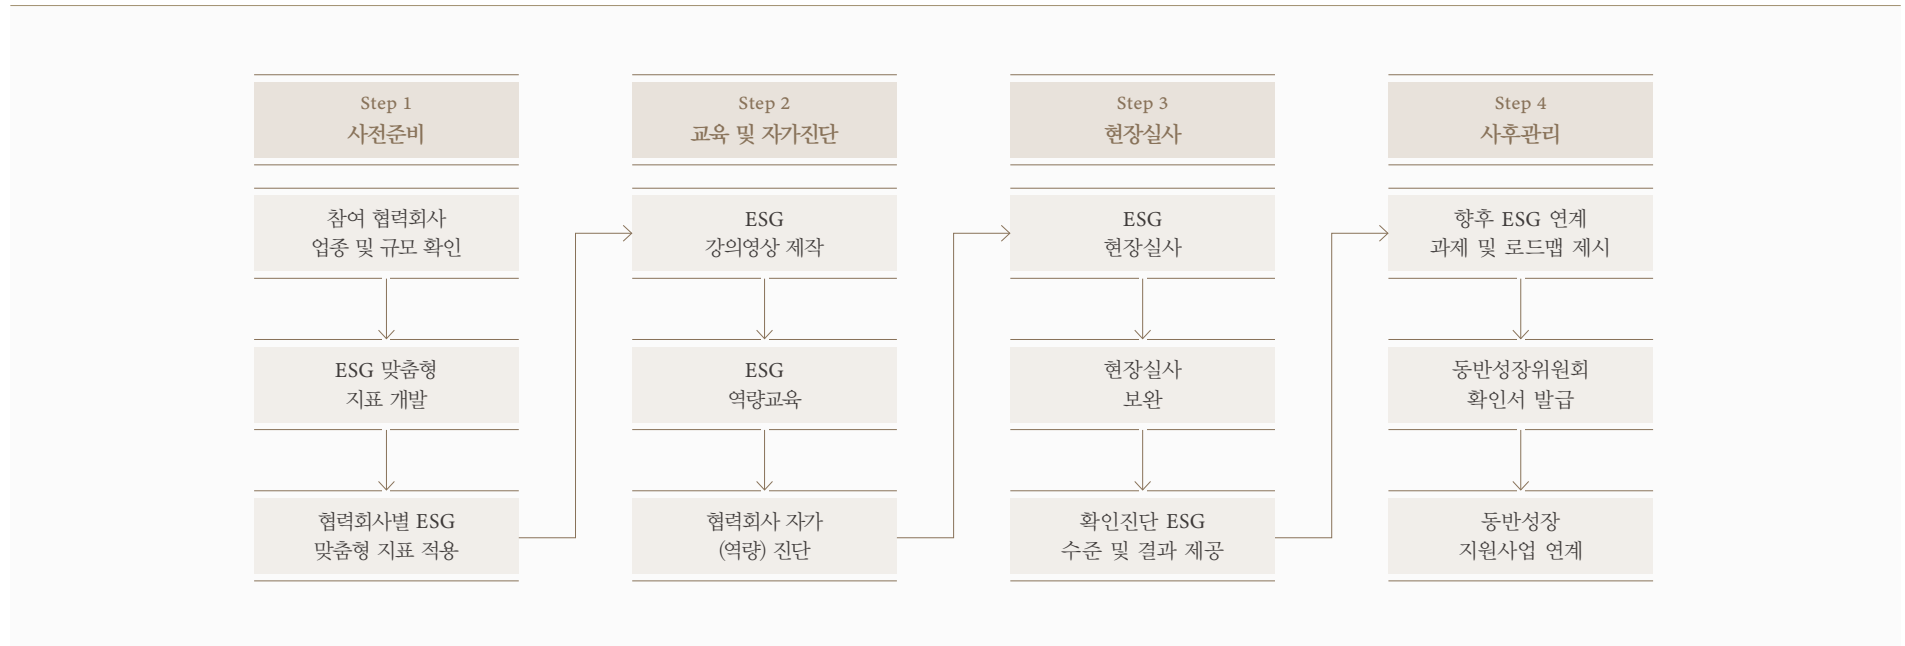 Step 1
사전준비
참여 협력회사
업종 및 규모 확인
ESG 맞춤형
지표 개발
협력회사별 ESG
맞춤형 지표 적용
Step 2
교육 및 자가진단
ESG
강의영상 제작
ESG
역량교육
협력회사 자가
(역량) 진단
Step 3
현장실사
ESG
현장실사
현장실사
보완
확인진단 ESG
수준 및 결과 제공
Step 4
사후관리
향후 ESG 연계
과제 및 로드맵 제시
동반성장위원회
확인서 발급
동반성장
지원사업 연계